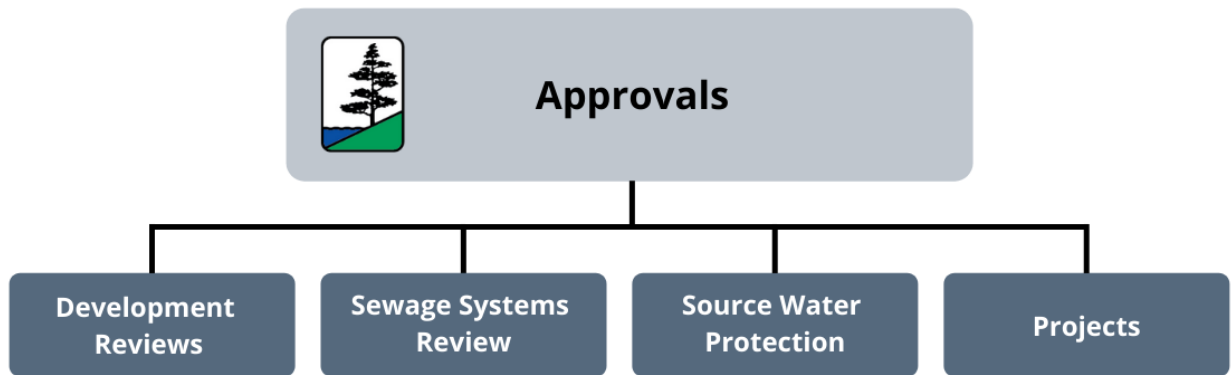 Approvals
Development
Reviews
Sewage Systems
Review
Source Water
Protection
Projects